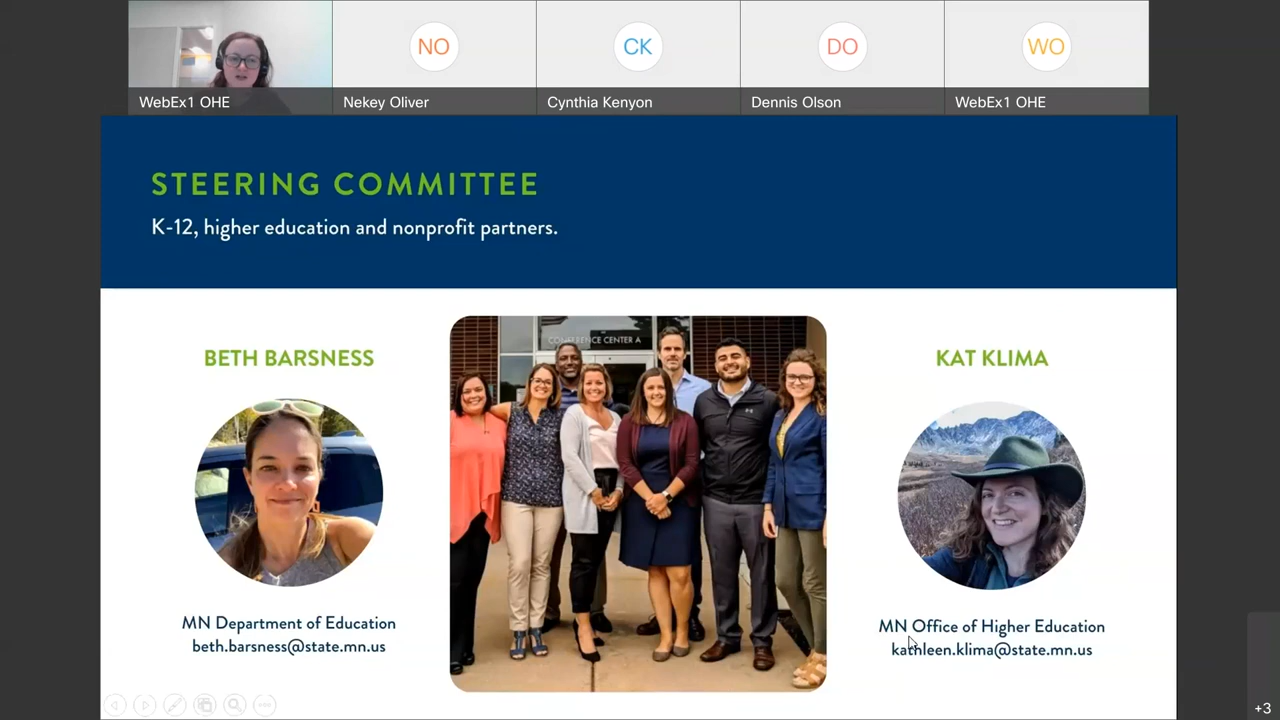 NO
CK
DO
WO
WebEx1 OHE
Nekey Oliver
Cynthia Kenyon
Dennis Olson
WebEx1 OHE
STEERING COMMITTEE
K-12, higher education and nonprofit partners.
BETH BARSNESS
CONFERENCE CENTER A
KAT KLIMA
MN Department of Education
beth.barsness@state.mn.us
MN Office of Higher Education
kathleen.klima@state.mn.us
+3